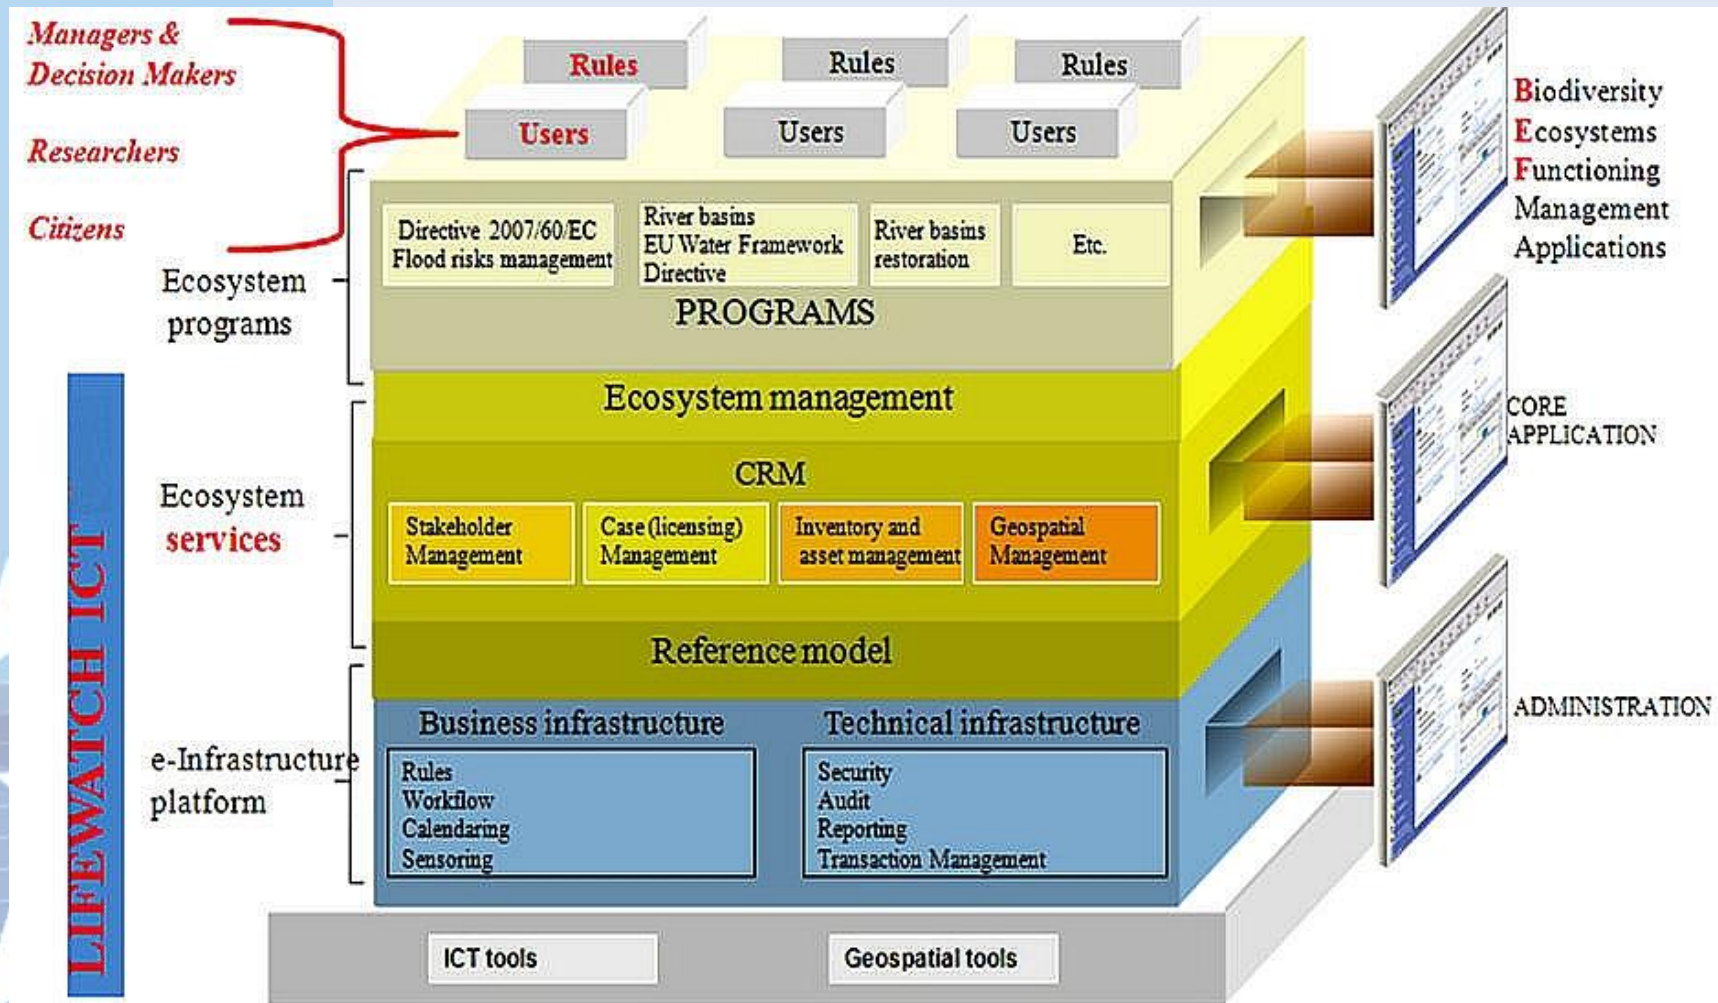 Managers &
Decision Makers
Researchers
Citizens
Rules
Rules
Rules
Users
Users
Users
Biodiversity
Ecosystems
Functioning
Management
Applications
Ecosystem
programs
Directive 2007/60/EC
Flood risks management
River basins
EU Water Framework
Directive
River basins
restoration
Etc.
PROGRAMS
Ecosystem management
CORE
APPLICATION
CRM
Ecosystem
services
Stakeholder
Management
Case (licensing)
Management
Inventory and
asset management
Geospatial
Management
Reference model
LIFEWATCH ICT
e-Infrastructure
platform
Business infrastructure
Rules
Workflow
Calendaring
Sensoring
Technical infrastructure
Security
Audit
Reporting
Transaction Management
ADMINISTRATION
ICT tools
Geospatial tools